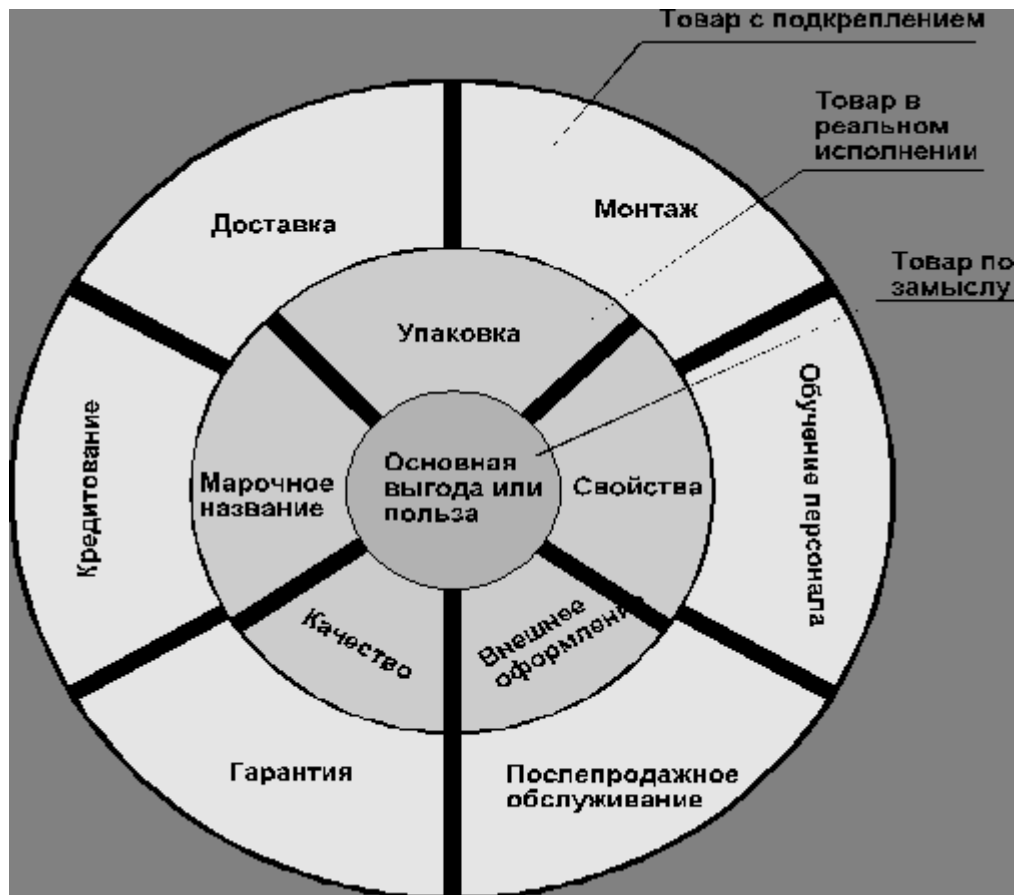 Товар с подкреплением
Товар в
реальном
исполнении
Товар по
замыслу
Доставка
Монтаж
Упаковка
Кредитование
Марочное
название
Основная
выгода или
польза
Свойства
Обучение персонала
Качество
Внешнее
оформление
Гарантия
Послепродажное
обслуживание